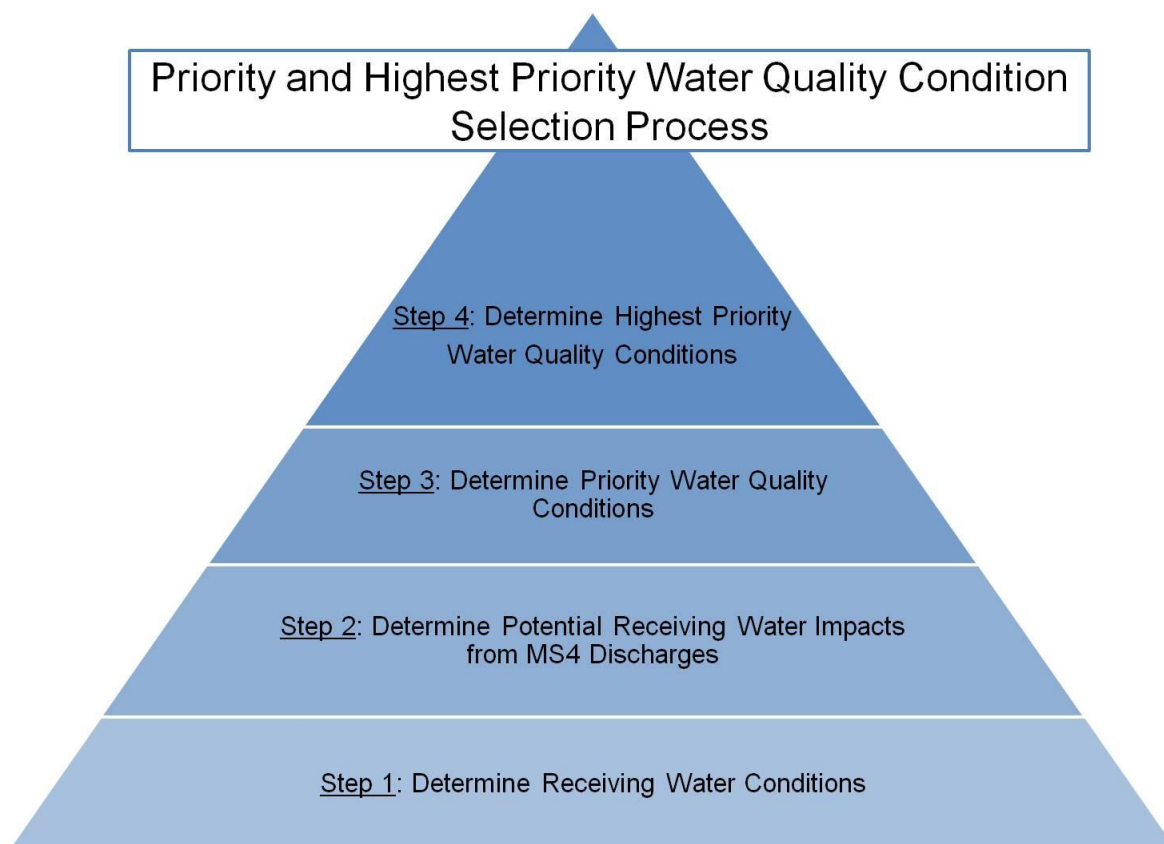 Priority and Highest Priority Water Quality Condition
Selection Process
Step 4: Determine Highest Priority
Water Quality Conditions
Step 3: Determine Priority Water Quality
Conditions
Step 2: Determine Potential Receiving Water Impacts
from MS4 Discharges
Step 1: Determine Receiving Water Conditions